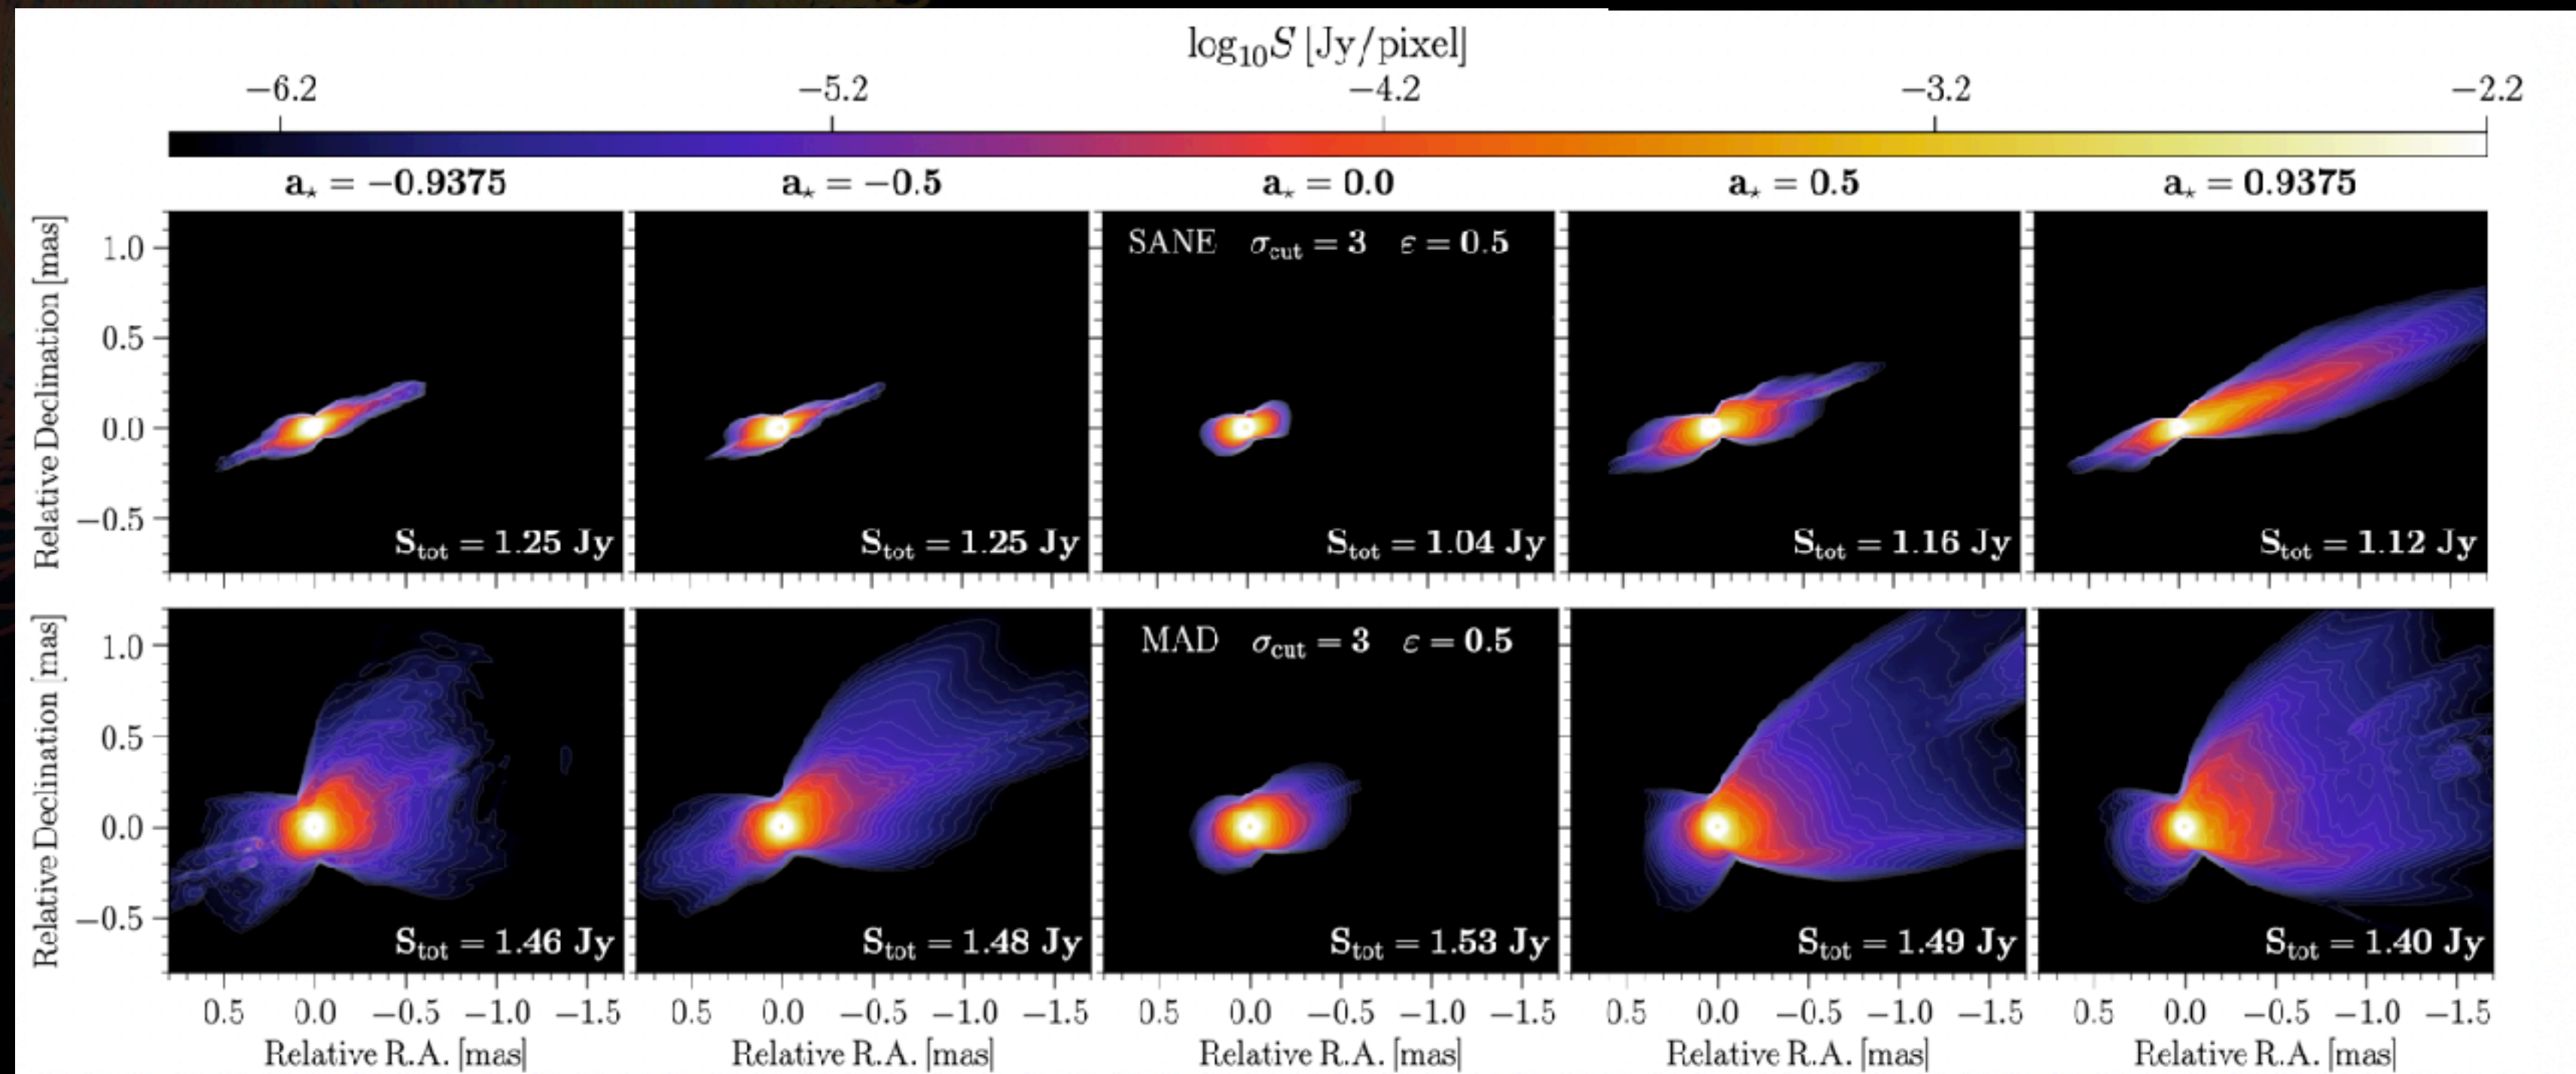 log₁₀S [Jy/pixel]
−6.2 −5.2 −4.2 −3.2 −2.2
a⋆ = −0.9375 a⋆ = −0.5 a⋆ = 0.0 a⋆ = 0.5 a⋆ = 0.9375
Relative Declination [mas]
1.0
0.5
0.0
−0.5
SANE σcut = 3 ε = 0.5
Stot = 1.25 Jy Stot = 1.25 Jy Stot = 1.04 Jy Stot = 1.16 Jy Stot = 1.12 Jy
Relative Declination [mas]
1.0
0.5
0.0
−0.5
MAD σcut = 3 ε = 0.5
Stot = 1.46 Jy Stot = 1.48 Jy Stot = 1.53 Jy Stot = 1.49 Jy Stot = 1.40 Jy
0.5 0.0 −0.5 −1.0 −1.5 0.5 0.0 −0.5 −1.0 −1.5 0.5 0.0 −0.5 −1.0 −1.5 0.5 0.0 −0.5 −1.0 −1.5 0.5 0.0 −0.5 −1.0 −1.5
Relative R.A. [mas] Relative R.A. [mas] Relative R.A. [mas] Relative R.A. [mas] Relative R.A. [mas]